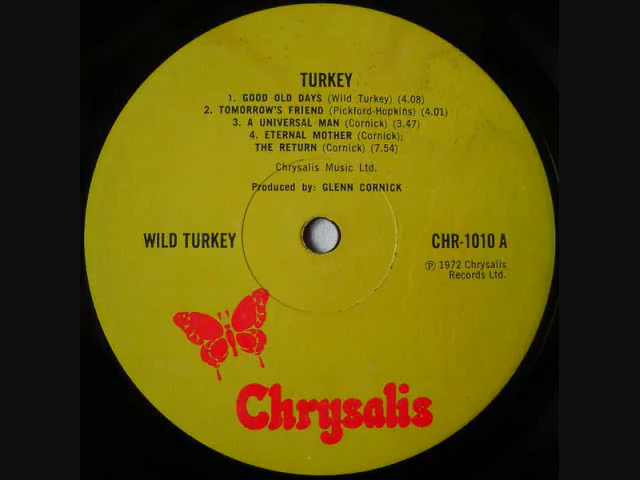 TURKEY
1. GOOD OLD DAYS (Wild Turkey) (4.08)
2. TOMORROW'S FRIEND (Pickford-Hopkins) (4.01)
3. A UNIVERSAL MAN (Cornick) (3.47)
4. ETERNAL MOTHER (Cornick);
THE RETURN (Cornick) (7.54)
Chrysalis Music Ltd.
Produced by: GLENN CORNICK
WILD TURKEY
CHR-1010 A
℗ 1972 Chrysalis
Records Ltd.
Chrysalis